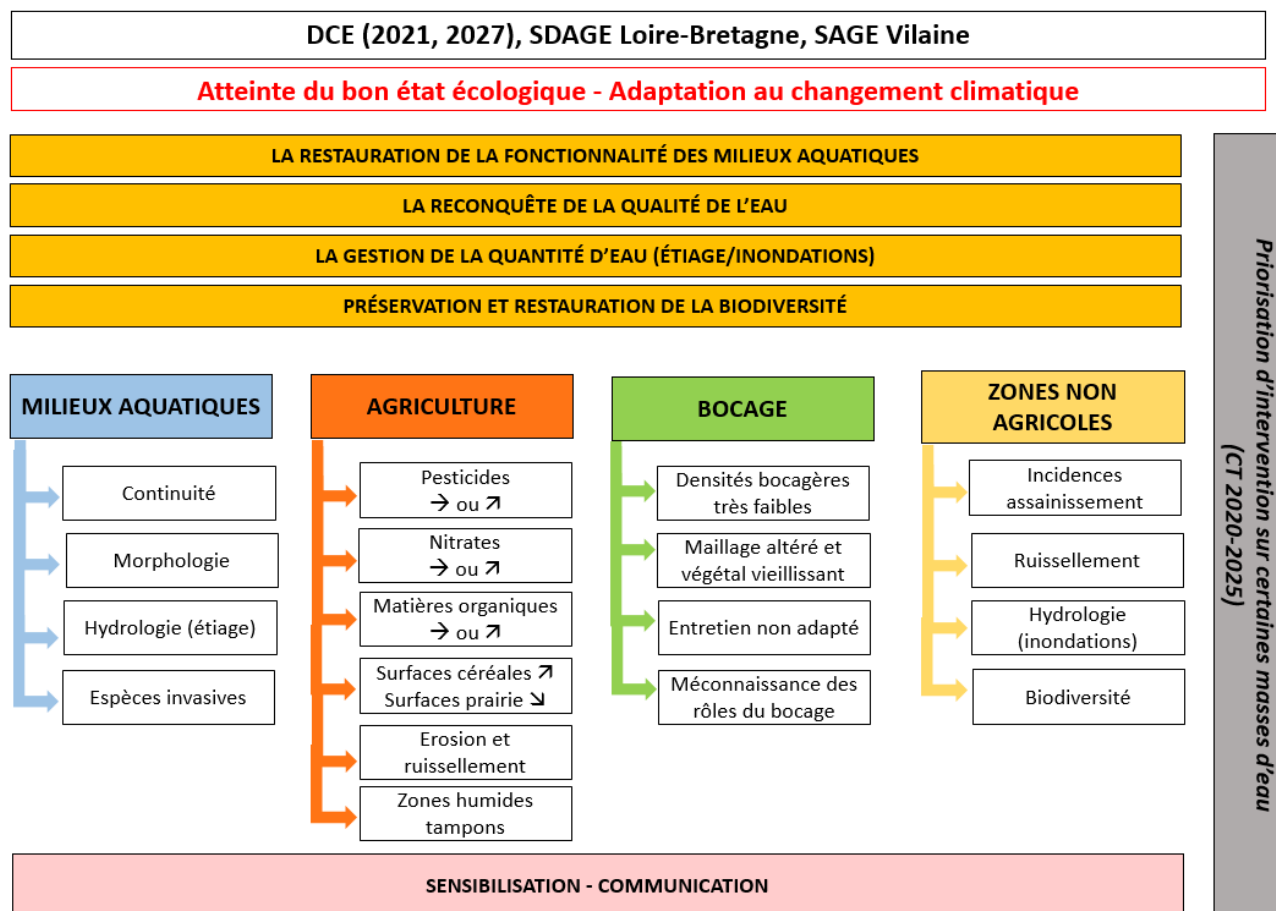 DCE (2021, 2027), SDAGE Loire-Bretagne, SAGE Vilaine
Atteinte du bon état écologique - Adaptation au changement climatique
LA RESTAURATION DE LA FONCTIONNALITÉ DES MILIEUX AQUATIQUES
LA RECONQUÊTE DE LA QUALITÉ DE L’EAU
LA GESTION DE LA QUANTITÉ D’EAU (ÉTIAGE/INONDATIONS)
PRÉSERVATION ET RESTAURATION DE LA BIODIVERSITÉ
MILIEUX AQUATIQUES
Continuité
Morphologie
Hydrologie (étiage)
Espèces invasives
AGRICULTURE
Pesticides
→ ou ↗
Nitrates
→ ou ↗
Matières organiques
→ ou ↗
Surfaces céréales ↗
Surfaces prairie ↘
Erosion et
ruissellement
Zones humides
tampons
BOCAGE
Densités bocagères
très faibles
Maillage altéré et
végétal vieillissant
Entretien non adapté
Méconnaissance des
rôles du bocage
ZONES NON
AGRICOLES
Incidences
assainissement
Ruissellement
Hydrologie
(inondations)
Biodiversité
SENSIBILISATION - COMMUNICATION
Priorisation d’intervention sur certaines masses d’eau
(CT 2020-2025)